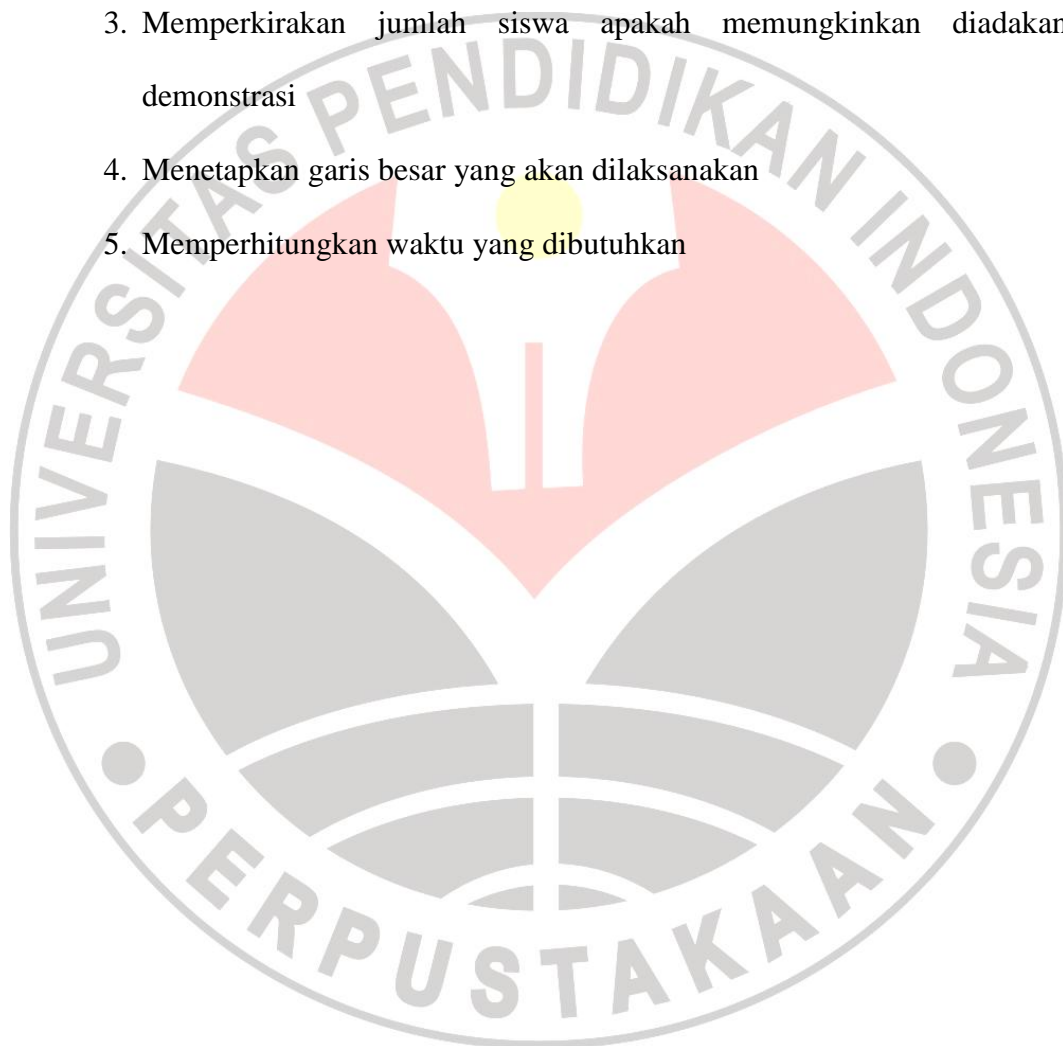 3. Memperkirakan jumlah siswa apakah memungkinkan diadakan
demonstrasi
4. Menetapkan garis besar yang akan dilaksanakan
5. Memperhitungkan waktu yang dibutuhkan
UNIVERSITAS PENDIDIKAN INDONESIA
PERPUSTAKAAN